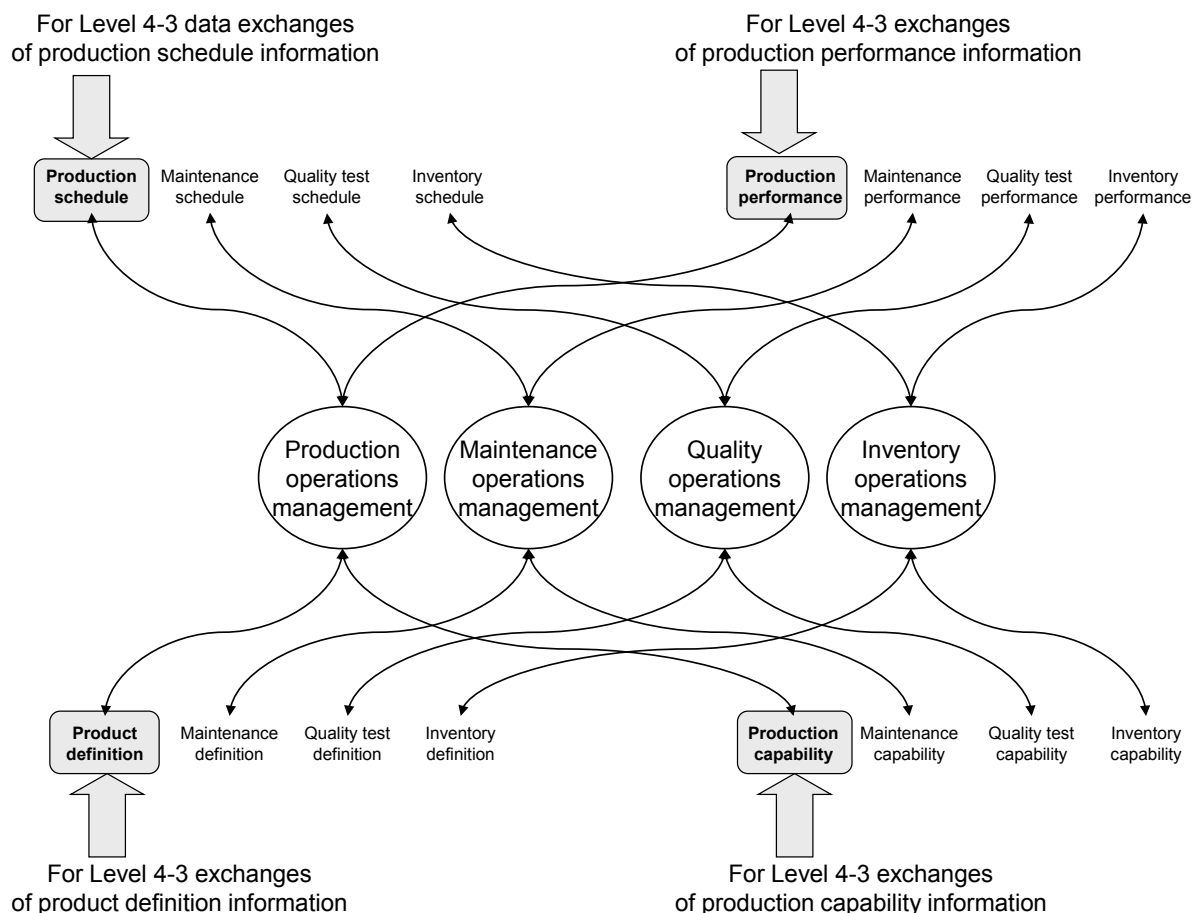 For Level 4-3 data exchanges
of production schedule information
For Level 4-3 exchanges
of production performance information
Production
schedule
Maintenance
schedule
Quality test
schedule
Inventory
schedule
Production
performance
Maintenance
performance
Quality test
performance
Inventory
performance
Production
operations
management
Maintenance
operations
management
Quality
operations
management
Inventory
operations
management
Product
definition
Maintenance
definition
Quality test
definition
Inventory
definition
Production
capability
Maintenance
capability
Quality test
capability
Inventory
capability
For Level 4-3 exchanges
of product definition information
For Level 4-3 exchanges
of production capability information